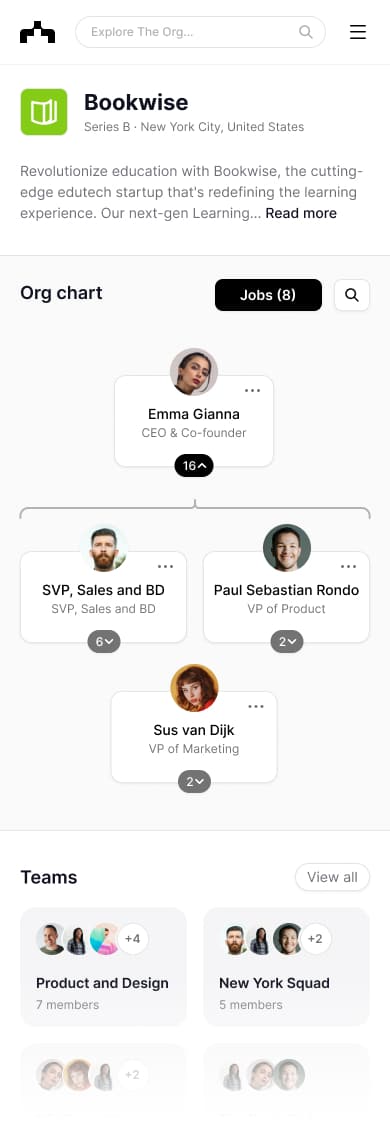 Explore The Org...
Bookwise
Series B · New York City, United States
Revolutionize education with Bookwise, the cutting-
edge edutech startup that's redefining the learning
experience. Our next-gen Learning... Read more
Org chart
Jobs (8)
Emma Gianna
CEO & Co-founder
16
SVP, Sales and BD
SVP, Sales and BD
6
Paul Sebastian Rondo
VP of Product
2
Sus van Dijk
VP of Marketing
2
Teams
View all
+4
Product and Design
7 members
+2
New York Squad
5 members
+2